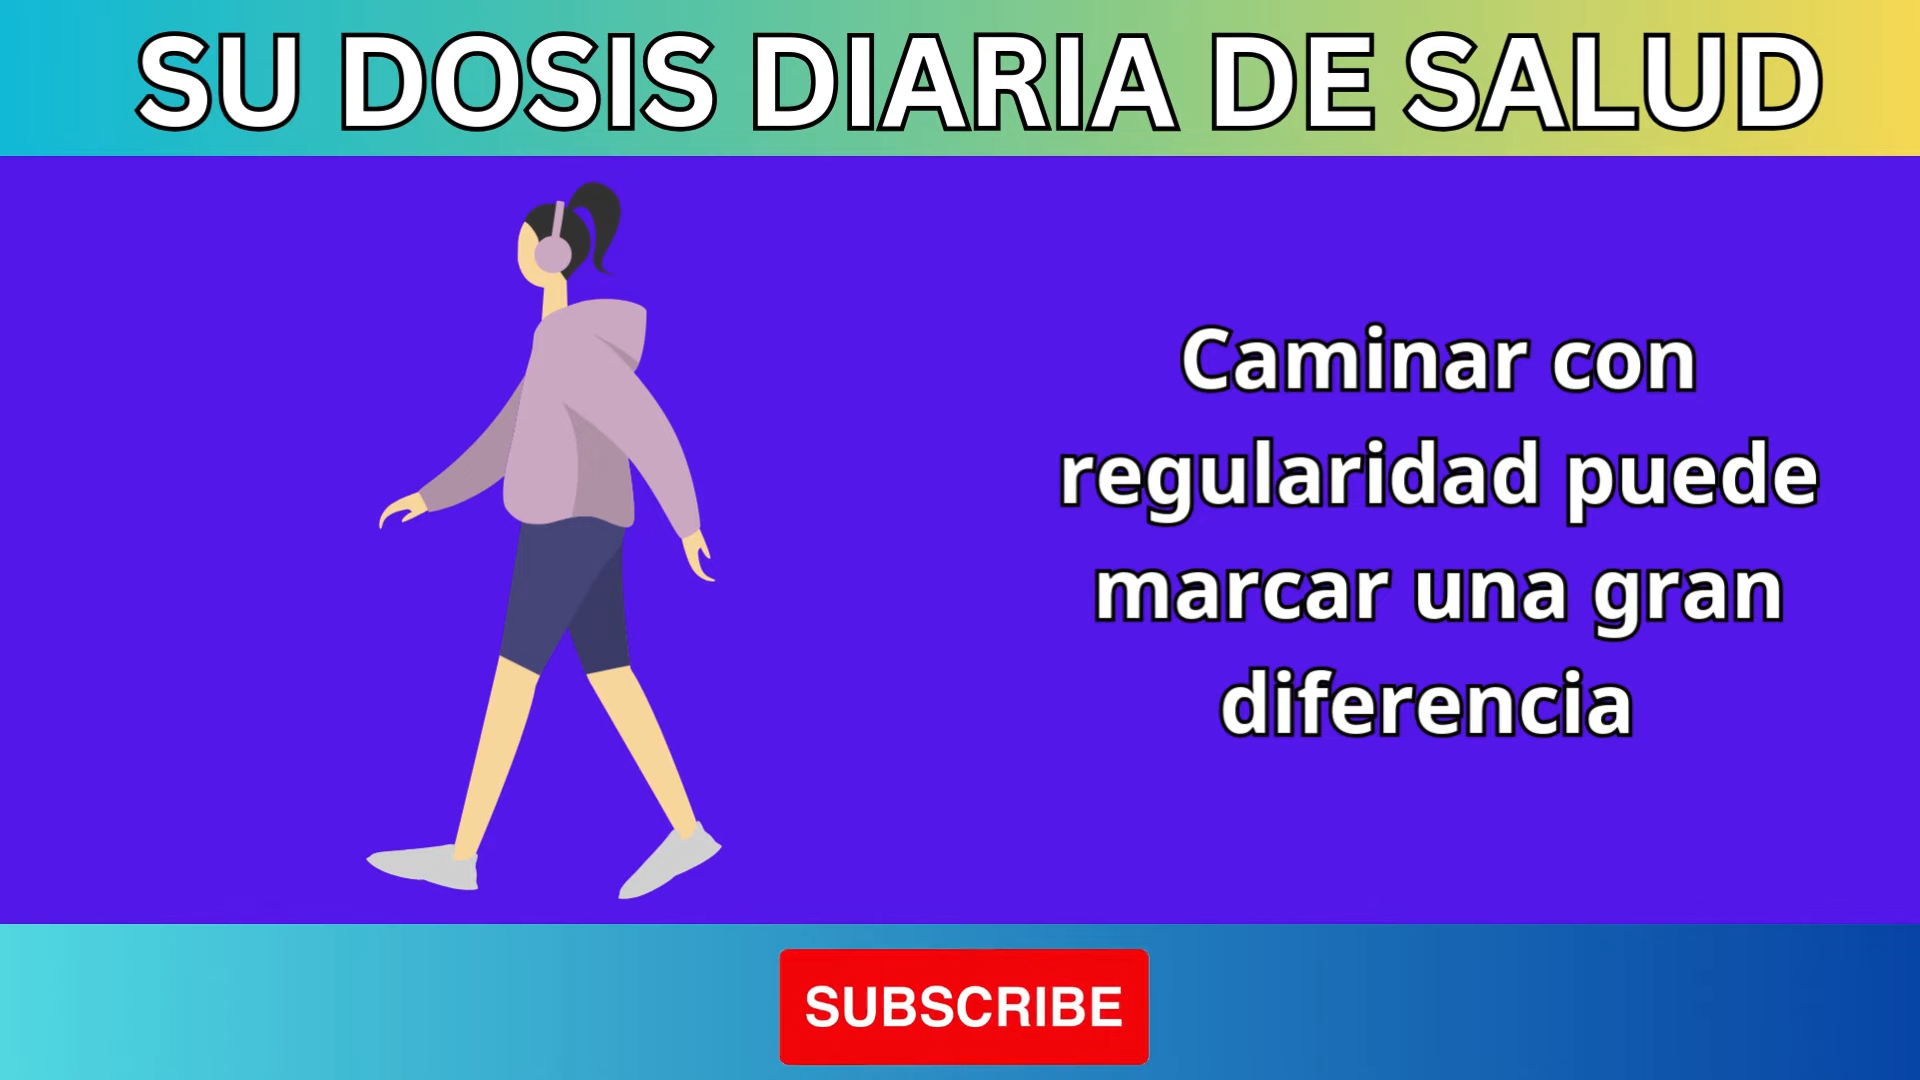 SU DOSIS DIARIA DE SALUD
Caminar con
regularidad puede
marcar una gran
diferencia
SUBSCRIBE